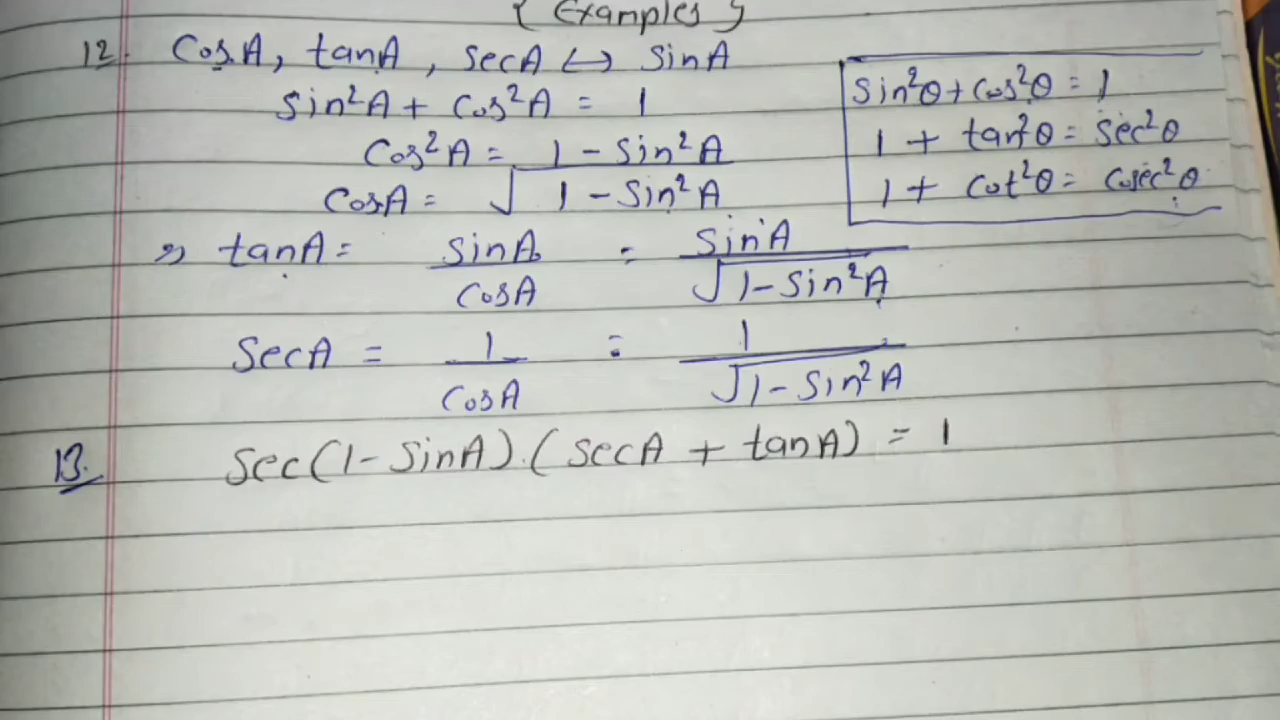 { Examples }
12. CosA, tanA, secA ↔ sinA
sin²A + Cos²A = 1
Cos²A = 1 - Sin²A
CosA = √1 - Sin²A
⇒ tanA = sinA/CosA = SinA/√1-Sin²A
SecA = 1/CosA = 1/√1-Sin²A
13. Sec(1-SinA).(secA + tanA) = 1
Sin²θ + Cos²θ = 1
1 + tan²θ = Sec²θ
1 + Cot²θ = Cosec²θ